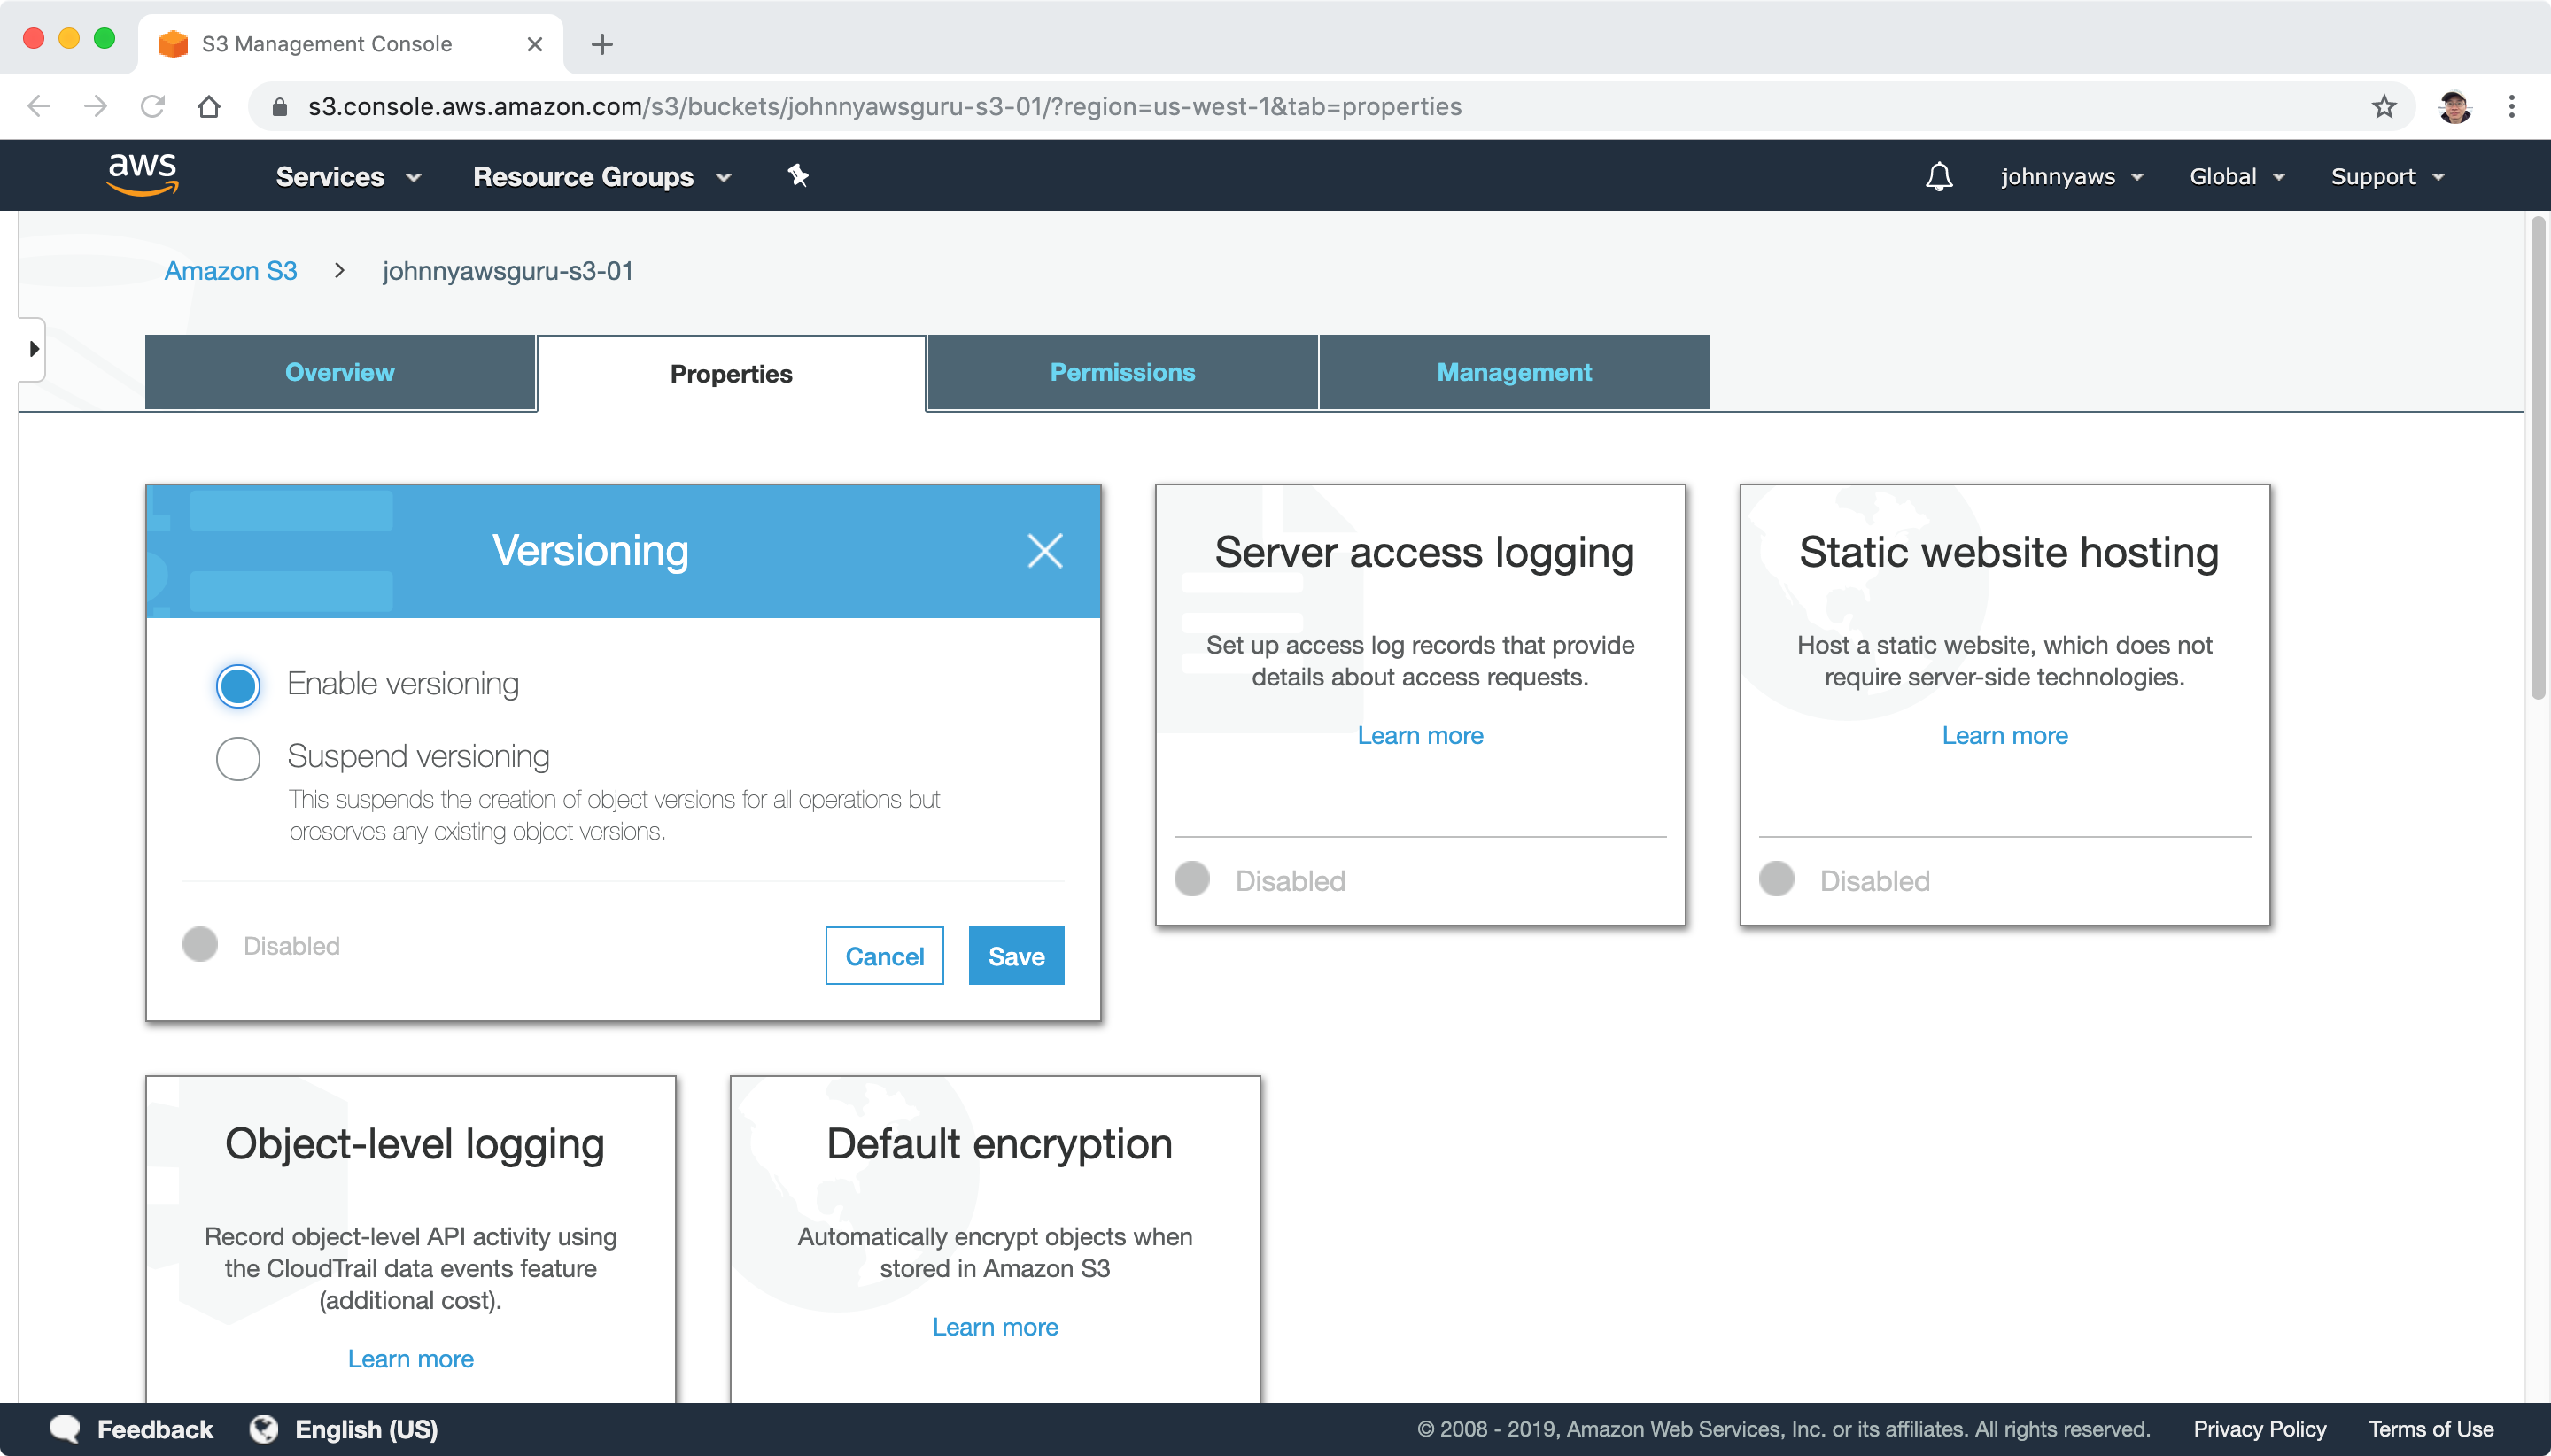 S3 Management Console
s3.console.aws.amazon.com/s3/buckets/johnnyawsguru-s3-01/?region=us-west-1&tab=properties
aws
Services
Resource Groups
johnnyaws
Global
Support
Amazon S3
johnnyawsguru-s3-01
Overview
Properties
Permissions
Management
Versioning
Enable versioning
Suspend versioning
This suspends the creation of object versions for all operations but
preserves any existing object versions.
Disabled
Cancel
Save
Server access logging
Set up access log records that provide
details about access requests.
Learn more
Disabled
Static website hosting
Host a static website, which does not
require server-side technologies.
Learn more
Disabled
Object-level logging
Record object-level API activity using
the CloudTrail data events feature
(additional cost).
Learn more
Default encryption
Automatically encrypt objects when
stored in Amazon S3
Learn more
Feedback
English (US)
© 2008 - 2019, Amazon Web Services, Inc. or its affiliates. All rights reserved.
Privacy Policy
Terms of Use